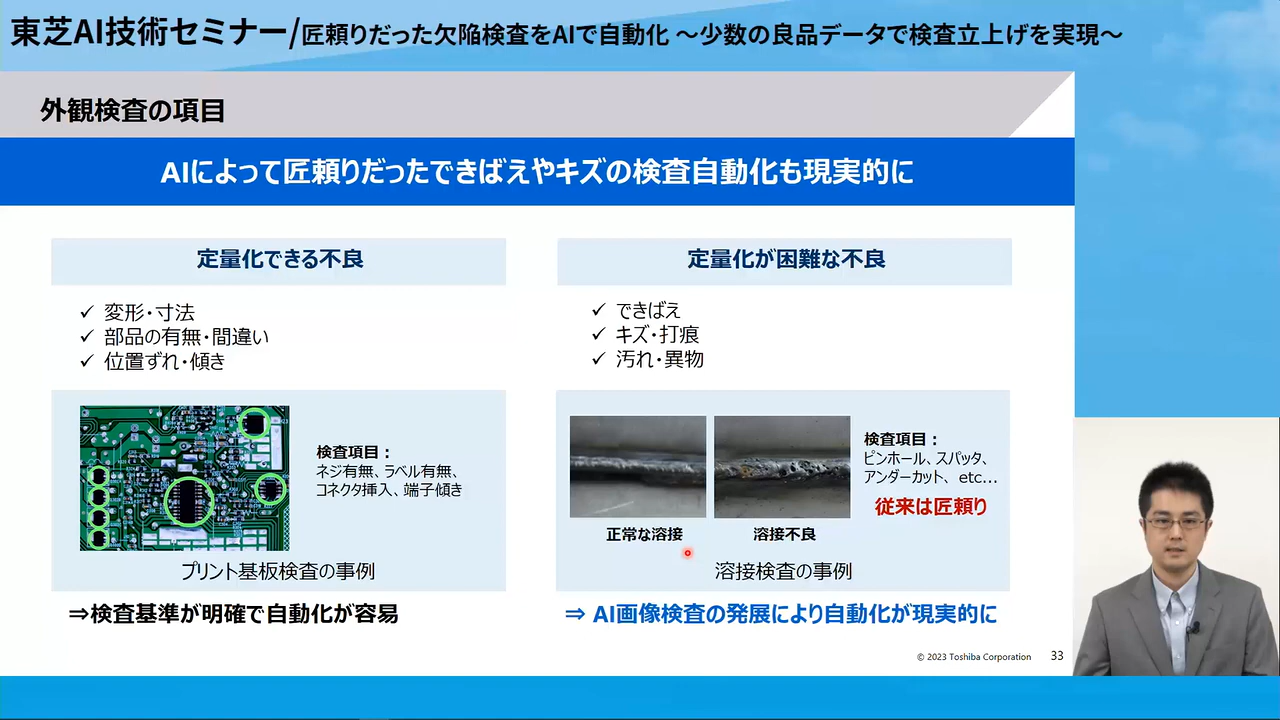 東芝AI技術セミナー/匠頼りだった欠陥検査をAIで自動化 ～少数の良品データで検査立上げを実現～
外観検査の項目
AIによって匠頼りだったできばえやキズの検査自動化も現実的に
定量化できる不良
✓ 変形・寸法
✓ 部品の有無・間違い
✓ 位置ずれ・傾き
検査項目：
ネジ有無、ラベル有無、
コネクタ挿入、端子傾き
プリント基板検査の事例
⇒検査基準が明確で自動化が容易
定量化が困難な不良
✓ できばえ
✓ キズ・打痕
✓ 汚れ・異物
正常な溶接
溶接不良
検査項目：
ピンホール、スパッタ、
アンダーカット、etc…
従来は匠頼り
溶接検査の事例
⇒ AI画像検査の発展により自動化が現実的に
© 2023 Toshiba Corporation
33